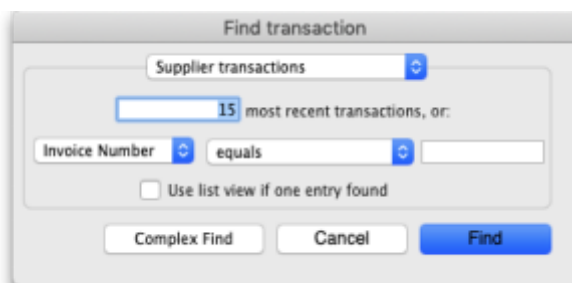 Find transaction
Supplier transactions
15 most recent transactions, or:
Invoice Number equals
Use list view if one entry found
Complex Find Cancel Find